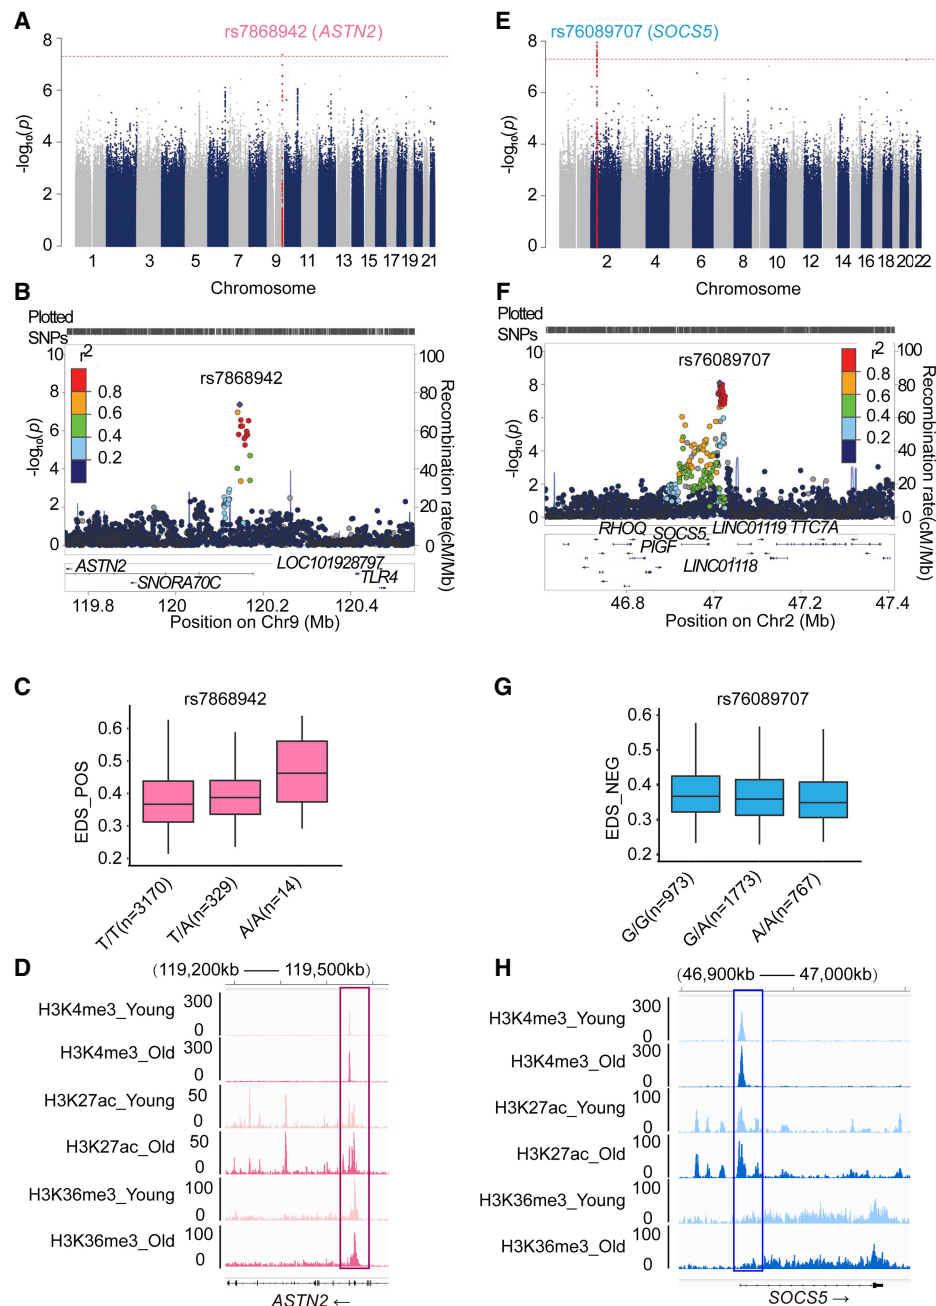 A
rs7868942 (ASTN2)
8
6
4
2
0
-log10(p)
1 3 5 7 9 11 13 15 17 19 21
Chromosome
E
rs76089707 (SOCS5)
8
6
4
2
0
-log10(p)
2 4 6 8 10 12 14 16 18 20 22
Chromosome
B
Plotted
SNPs
r2
0.8
0.6
0.4
0.2
rs7868942
10
8
6
4
2
0
-log10(p)
100
80
60
40
20
0
Recombination rate(cM/Mb)
ASTN2
LOC101928797
SNORA70C
TLR4
119.8 120 120.2 120.4
Position on Chr9 (Mb)
F
Plotted
SNPs
rs76089707
r2
0.8
0.6
0.4
0.2
10
8
6
4
2
0
-log10(p)
100
80
60
40
20
0
Recombination rate(cM/Mb)
RHOQ SOCS5 LINC01119 TTC7A
PIGF
LINC01118
46.8 47 47.2 47.4
Position on Chr2 (Mb)
C
rs7868942
0.6
0.5
0.4
0.3
0.2
EDS_POS
T/T(n=3170)
T/A(n=329)
A/A(n=14)
G
rs76089707
0.6
0.5
0.4
0.3
0.2
EDS_NEG
G/G(n=973)
G/A(n=1773)
A/A(n=767)
D
(119,200kb — 119,500kb)
H3K4me3_Young 300
0
H3K4me3_Old 300
0
H3K27ac_Young 50
0
H3K27ac_Old 50
0
H3K36me3_Young 100
0
H3K36me3_Old 100
0
ASTN2 ←
H
(46,900kb — 47,000kb)
H3K4me3_Young 300
0
H3K4me3_Old 300
0
H3K27ac_Young 100
0
H3K27ac_Old 100
0
H3K36me3_Young 100
0
H3K36me3_Old 100
0
SOCS5 →